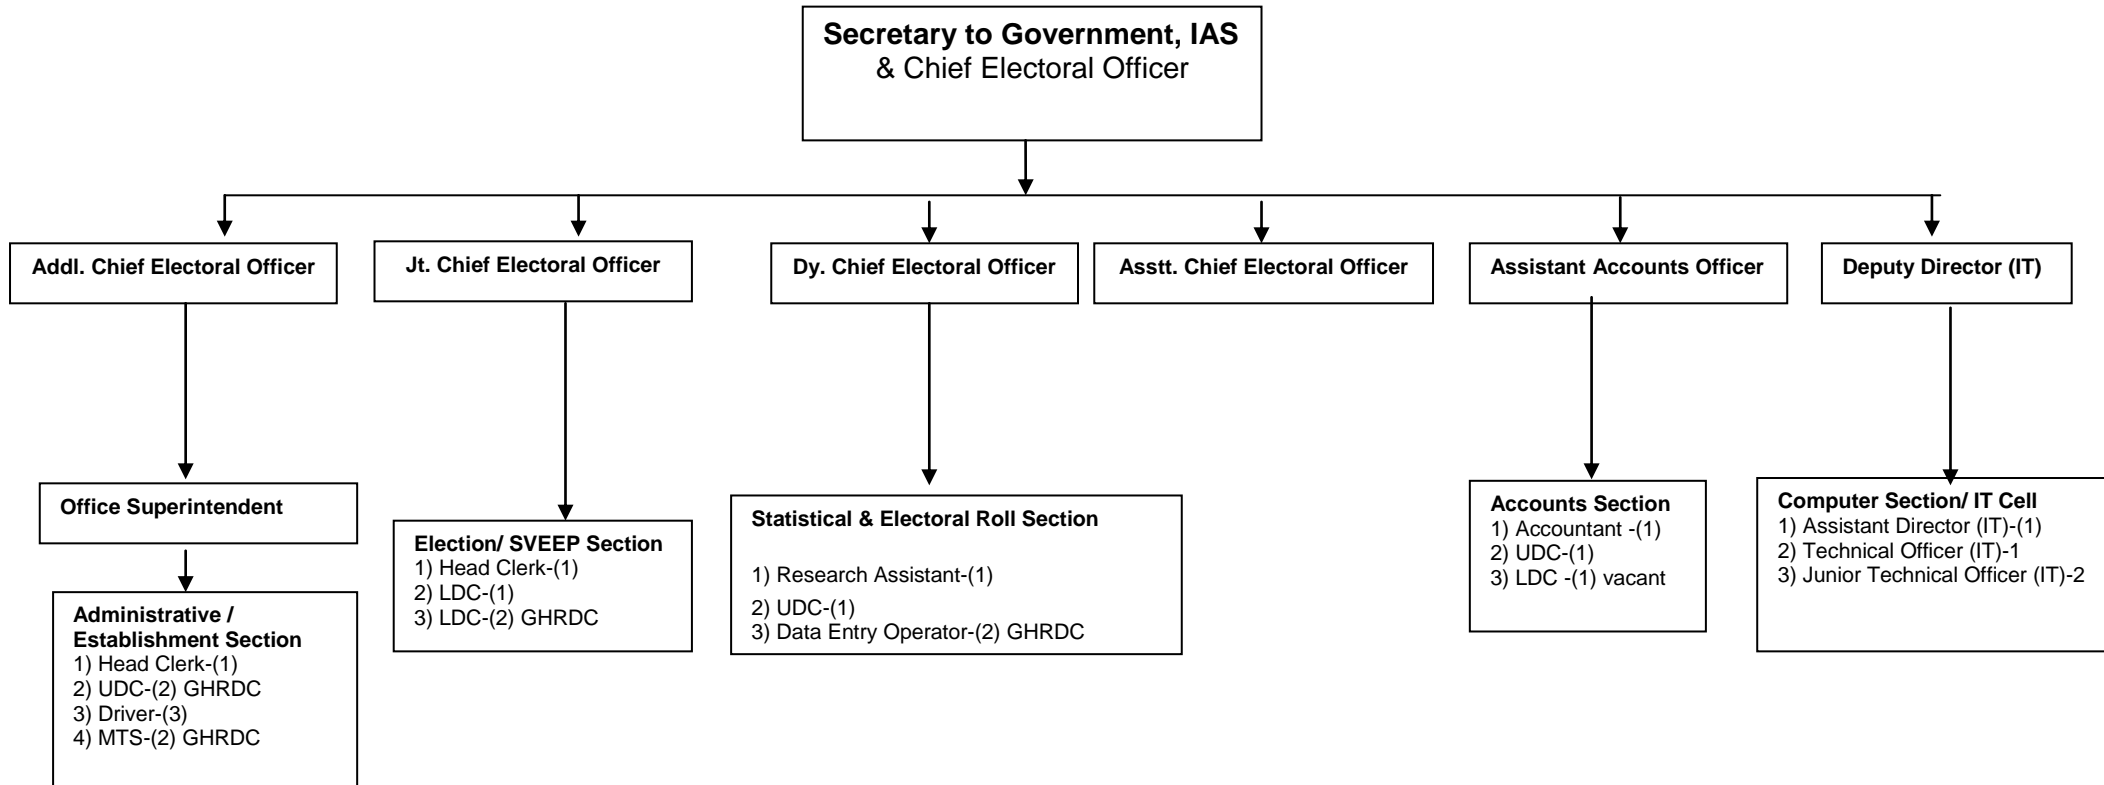 Secretary to Government, IAS
& Chief Electoral Officer
Addl. Chief Electoral Officer
Jt. Chief Electoral Officer
Dy. Chief Electoral Officer
Asstt. Chief Electoral Officer
Assistant Accounts Officer
Deputy Director (IT)
Office Superintendent
Administrative /
Establishment Section
1) Head Clerk-(1)
2) UDC-(2) GHRDC
3) Driver-(3)
4) MTS-(2) GHRDC
Election/ SVEEP Section
1) Head Clerk-(1)
2) LDC-(1)
3) LDC-(2) GHRDC
Statistical & Electoral Roll Section
1) Research Assistant-(1)
2) UDC-(1)
3) Data Entry Operator-(2) GHRDC
Accounts Section
1) Accountant -(1)
2) UDC-(1)
3) LDC -(1) vacant
Computer Section/ IT Cell
1) Assistant Director (IT)-(1)
2) Technical Officer (IT)-1
3) Junior Technical Officer (IT)-2